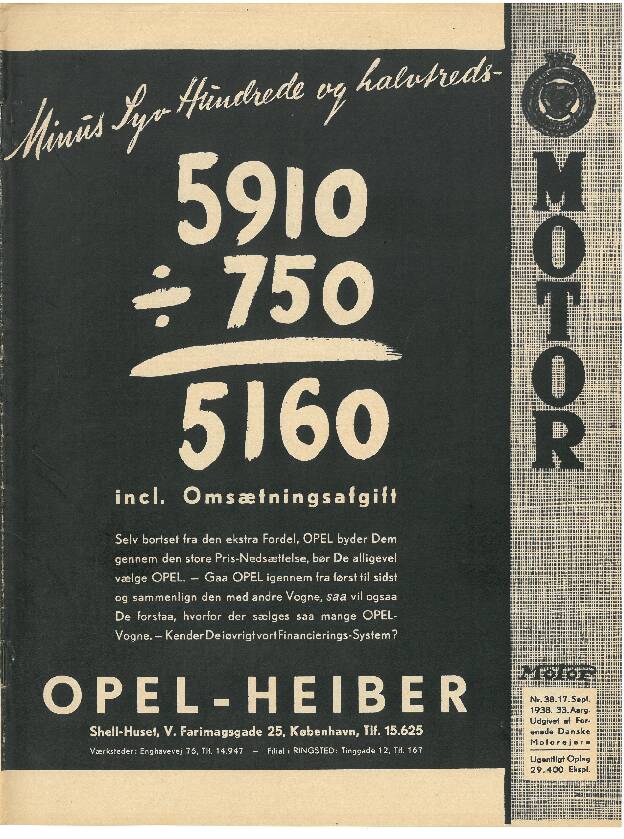 Minus Syv Hundrede og halvtreds-
5910
÷ 750
5160
incl. Omsætningsafgift
Selv bortset fra den ekstra Fordel, OPEL byder Dem
gennem den store Pris-Nedsættelse, bør De alligevel
vælge OPEL. — Gaa OPEL igennem fra først til sidst
og sammenlign den med andre Vogne, saa vil ogsaa
De forstaa, hvorfor der sælges saa mange OPEL-
Vogne. — Kender De iøvrigt vort Financierings-System?
OPEL-HEIBER
Shell-Huset, V. Farimagsgade 25, København, Tlf. 15.625
Værksteder: Enghavevej 76, Tlf. 14.947 — Filial i RINGSTED: Tinggade 12, Tlf. 167
MOTOR
Motor
Nr. 38. 17. Sept.
1938. 33. Aarg.
Udgivet af For-
enede Danske
Motorejere
Ugentligt Oplag
29.400 Ekspl.